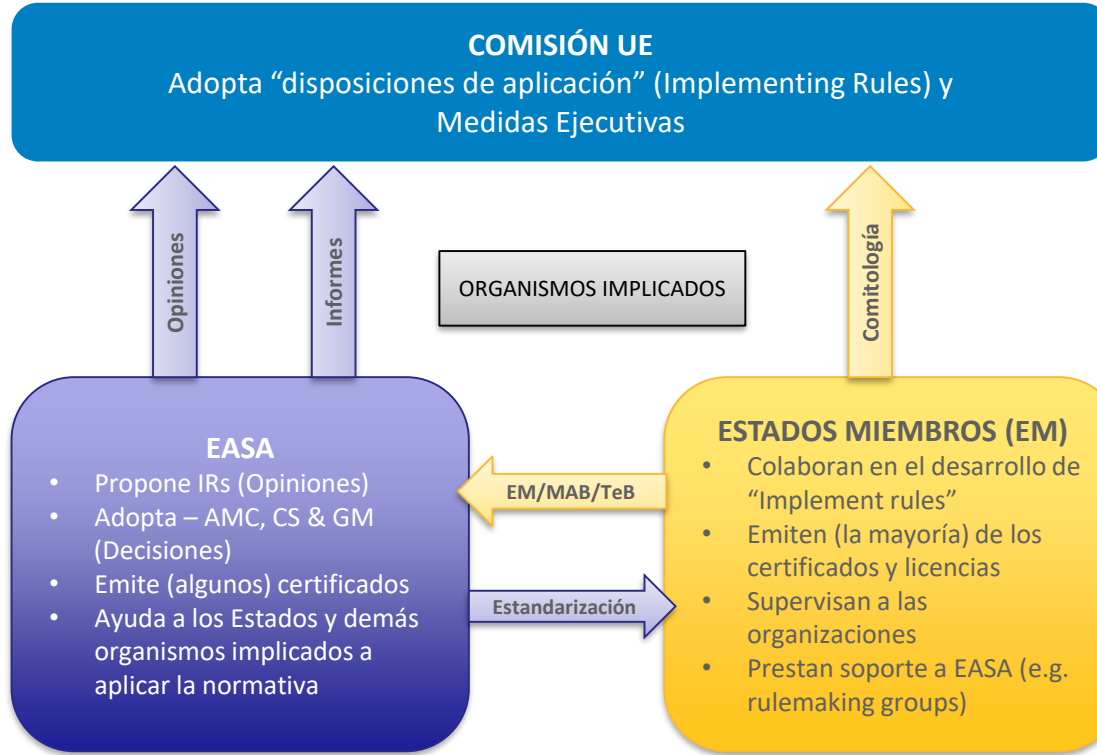 COMISIÓN UE
Adopta “disposiciones de aplicación” (Implementing Rules) y
Medidas Ejecutivas
Opiniones
Informes
ORGANISMOS IMPLICADOS
Comitología
EASA
• Propone IRs (Opiniones)
• Adopta – AMC, CS & GM
(Decisiones)
• Emite (algunos) certificados
• Ayuda a los Estados y demás
organismos implicados a
aplicar la normativa
EM/MAB/TeB
Estandarización
ESTADOS MIEMBROS (EM)
• Colaboran en el desarrollo de
“Implement rules”
• Emiten (la mayoría) de los
certificados y licencias
• Supervisan a las
organizaciones
• Prestan soporte a EASA (e.g.
rulemaking groups)